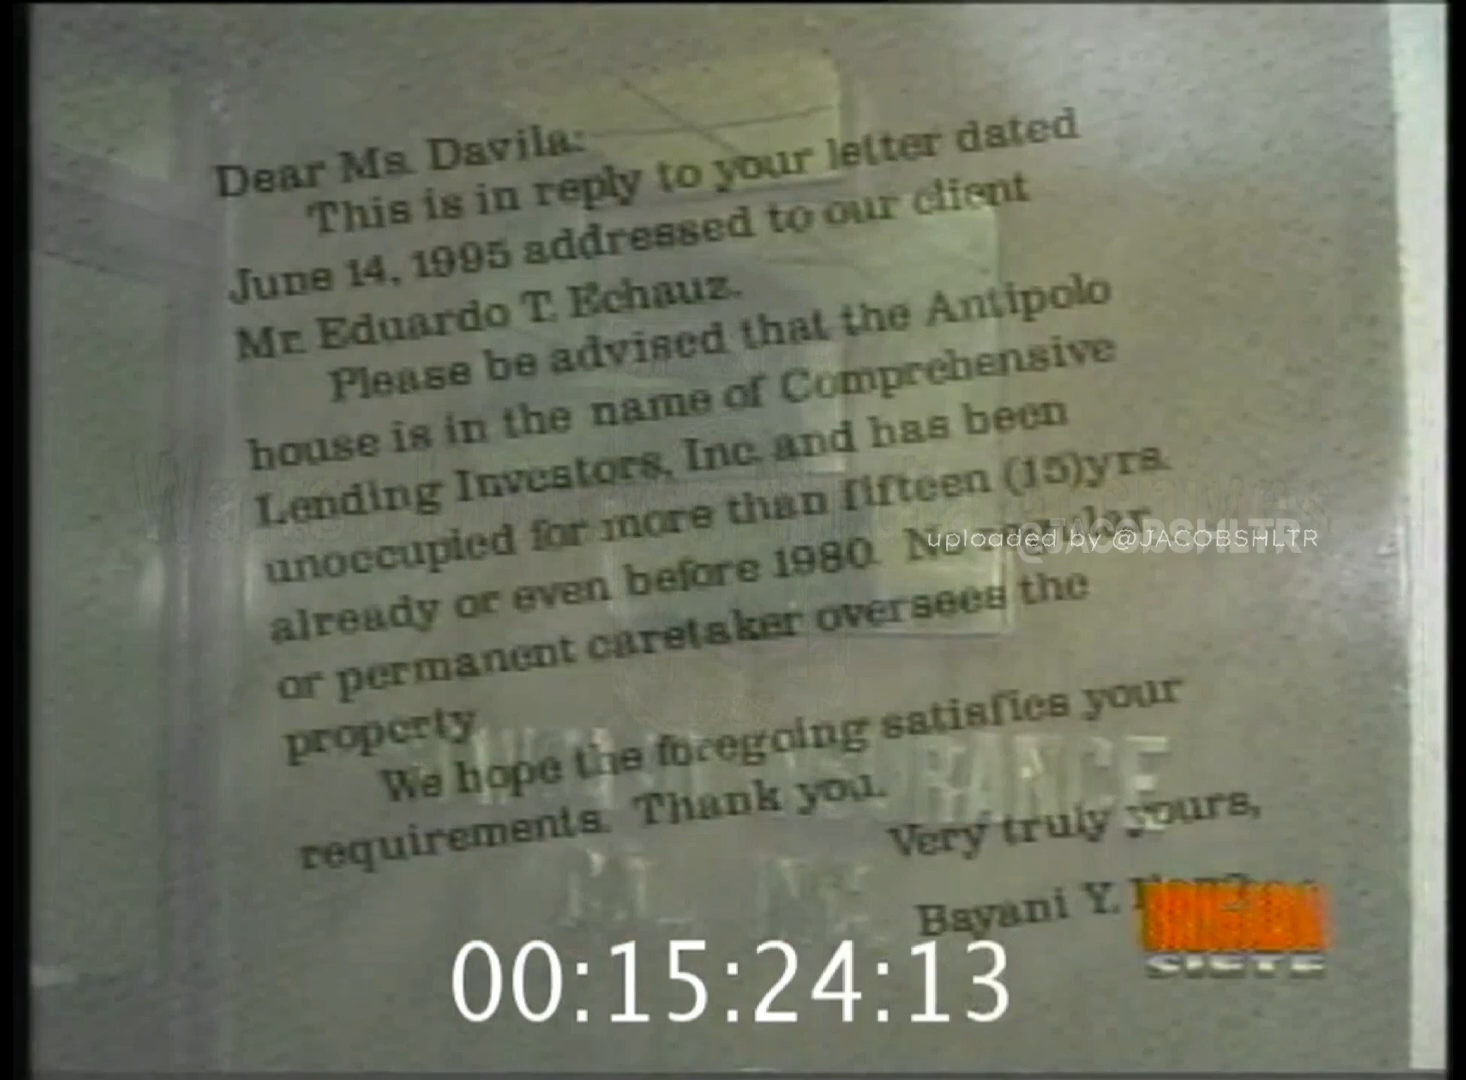 Dear Ms. Davila:
This is in reply to your letter dated
June 14, 1995 addressed to our client
Mr. Eduardo T. Echauz.
Please be advised that the Antipolo
house is in the name of Comprehensive
Lending Investors, Inc. and has been
unoccupied for more than fifteen (15)yrs.
already or even before 1980. No regular
or permanent caretaker oversees the
property
We hope the foregoing satisfies your
requirements. Thank you.
Very truly yours,
Bayani Y.
uploaded by @JACOBSHLTR
SIETE
00:15:24:13